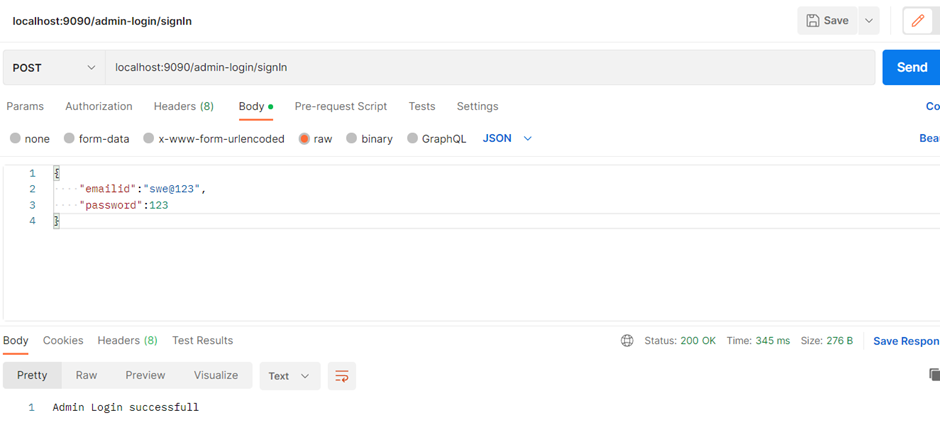 localhost:9090/admin-login/signIn
Save
POST
localhost:9090/admin-login/signIn
Send
Params Authorization Headers (8) Body Pre-request Script Tests Settings Co
none form-data x-www-form-urlencoded raw binary GraphQL JSON Beau
1 {
2 "emailid":"swe@123",
3 "password":123
4 }
Body Cookies Headers (8) Test Results Status: 200 OK Time: 345 ms Size: 276 B Save Respon
Pretty Raw Preview Visualize Text
1 Admin Login successfull